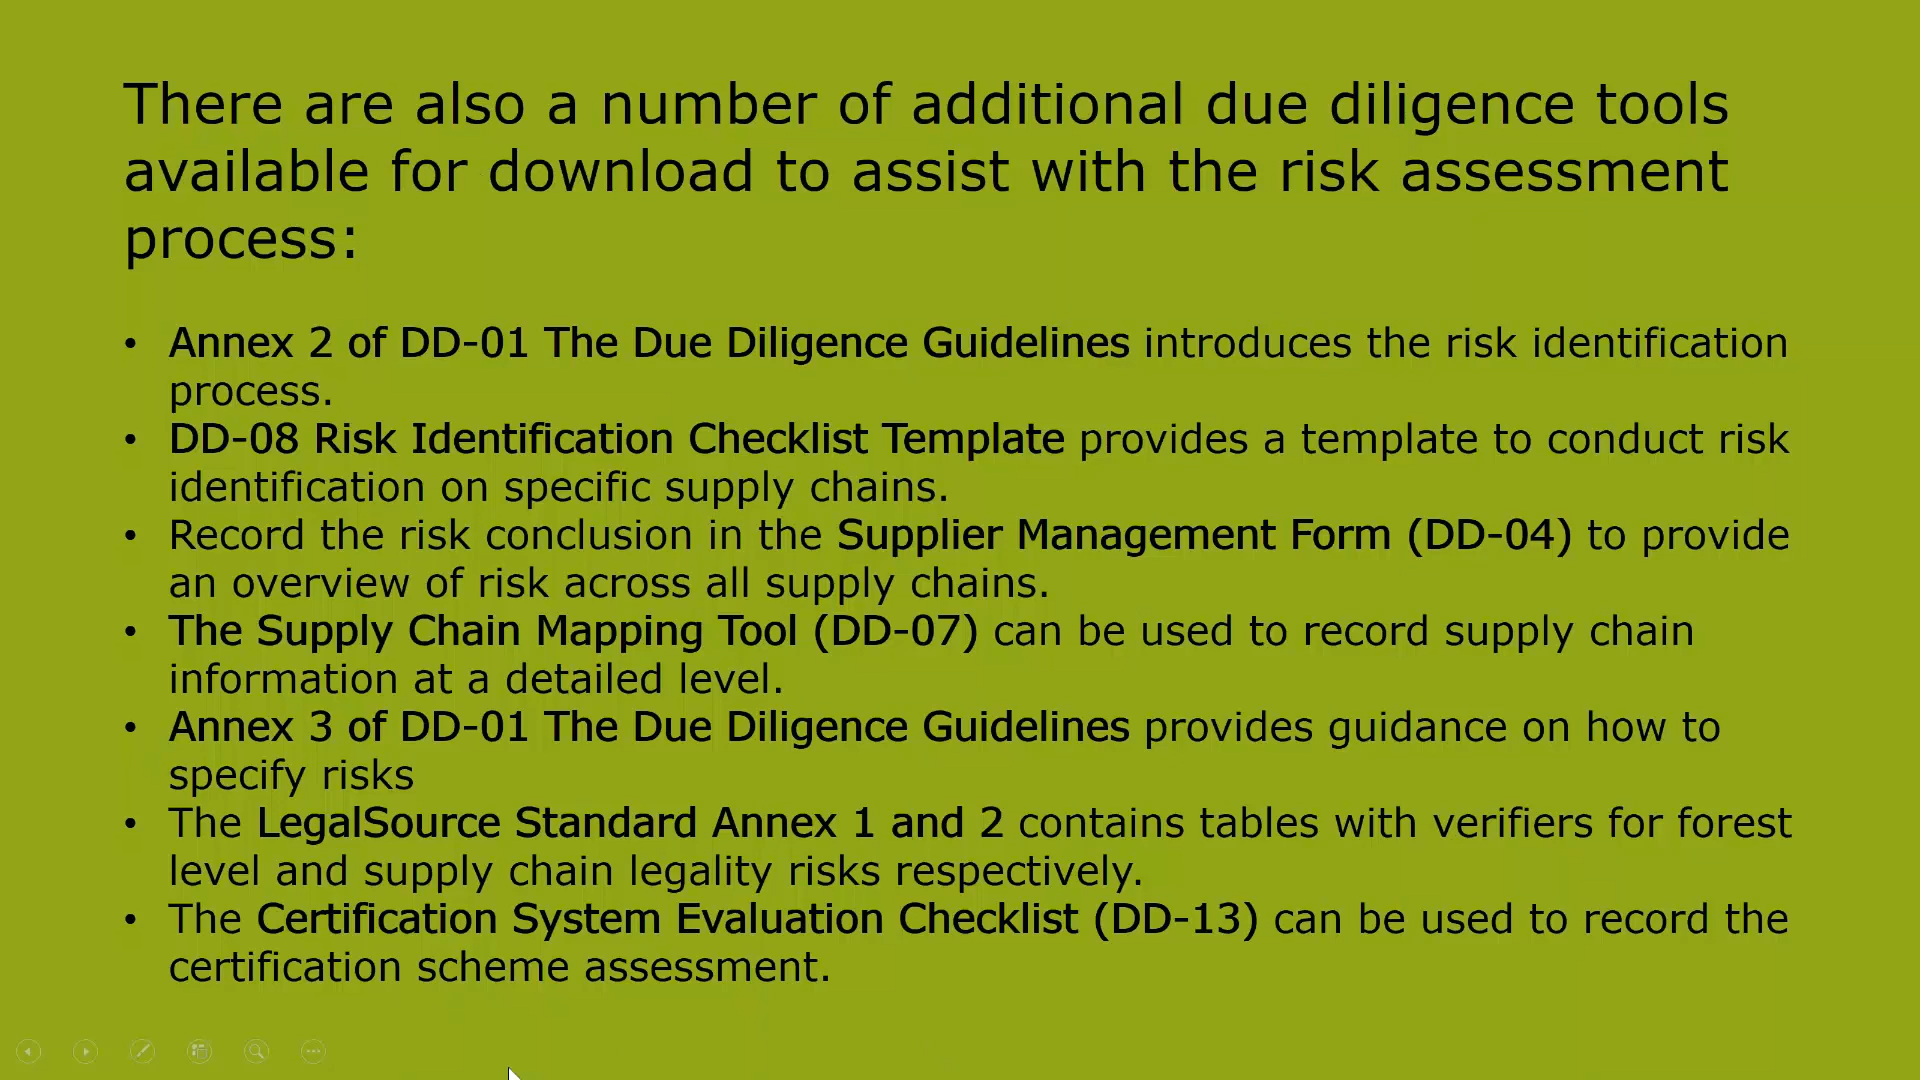 There are also a number of additional due diligence tools
available for download to assist with the risk assessment
process:
• Annex 2 of DD-01 The Due Diligence Guidelines introduces the risk identification
process.
• DD-08 Risk Identification Checklist Template provides a template to conduct risk
identification on specific supply chains.
• Record the risk conclusion in the Supplier Management Form (DD-04) to provide
an overview of risk across all supply chains.
• The Supply Chain Mapping Tool (DD-07) can be used to record supply chain
information at a detailed level.
• Annex 3 of DD-01 The Due Diligence Guidelines provides guidance on how to
specify risks
• The LegalSource Standard Annex 1 and 2 contains tables with verifiers for forest
level and supply chain legality risks respectively.
• The Certification System Evaluation Checklist (DD-13) can be used to record the
certification scheme assessment.